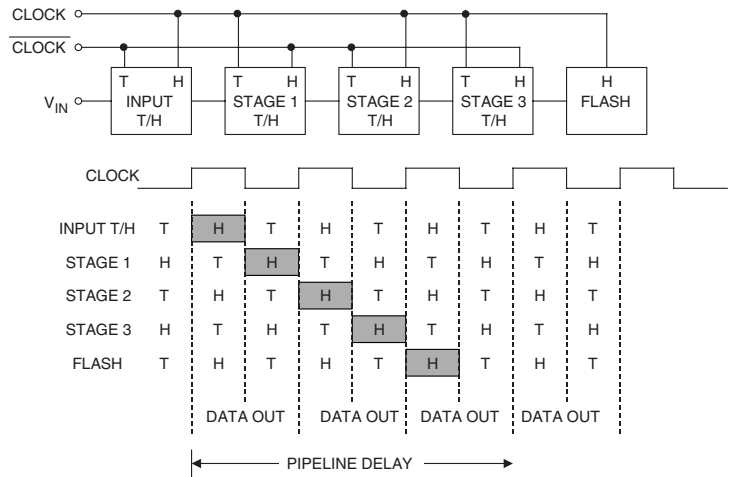 CLOCK
CLOCK
T H T H T H T H H
V_IN INPUT STAGE 1 STAGE 2 STAGE 3 FLASH
T/H T/H T/H T/H
CLOCK
INPUT T/H T H T H T H T H T
STAGE 1 H T H T H T H T H
STAGE 2 T H T H T H T H T
STAGE 3 H T H T H T H T H
FLASH T H T H T H T H T
DATA OUT DATA OUT DATA OUT DATA OUT
PIPELINE DELAY